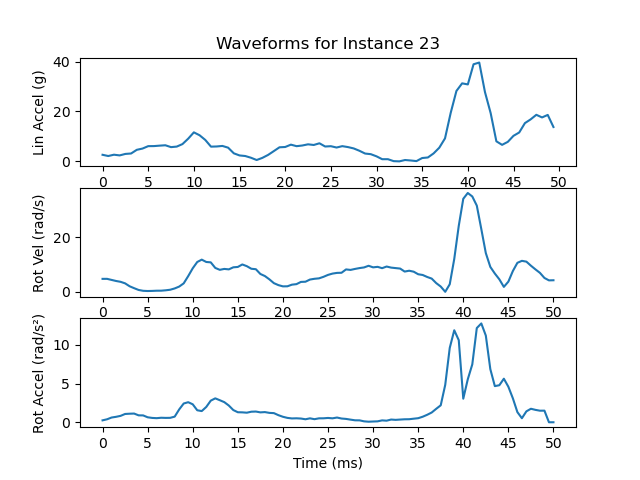 Waveforms for Instance 23
Lin Accel (g)
40
20
0
0 5 10 15 20 25 30 35 40 45 50
Rot Vel (rad/s)
20
0
0 5 10 15 20 25 30 35 40 45 50
Rot Accel (rad/s²)
10
5
0
0 5 10 15 20 25 30 35 40 45 50
Time (ms)